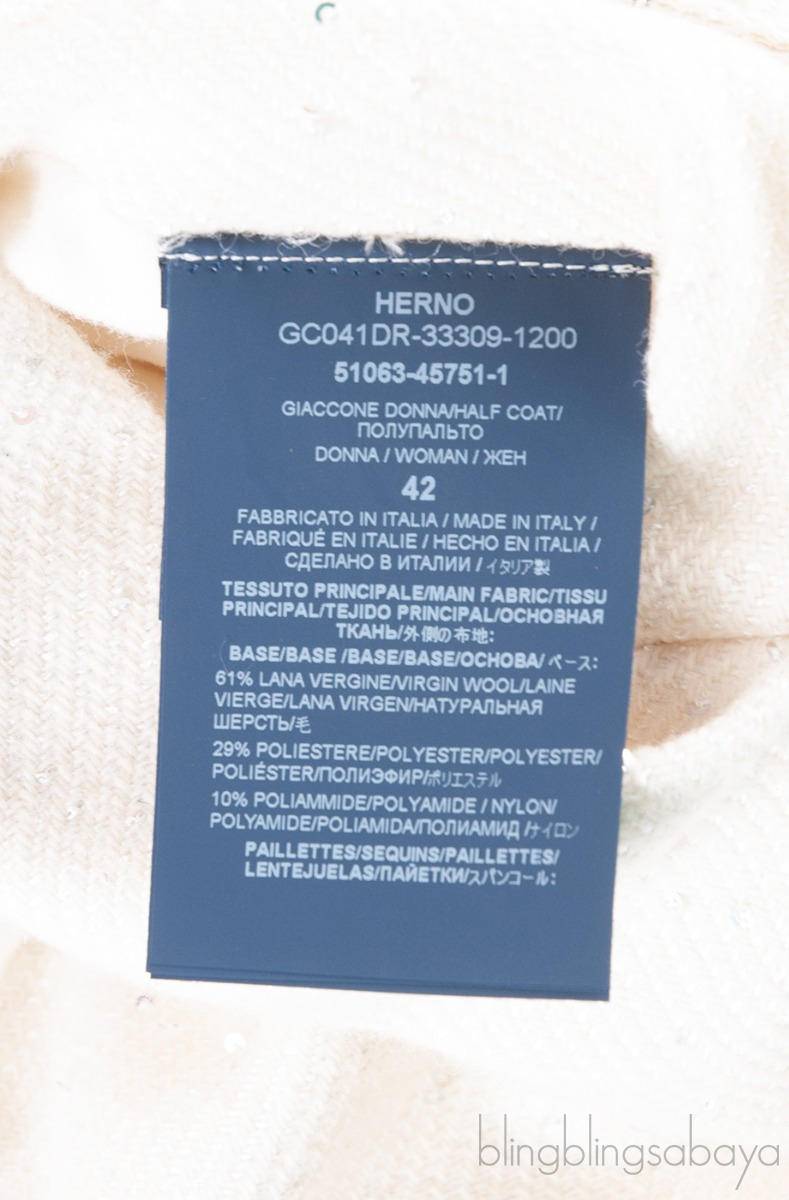 HERNO
GC041DR-33309-1200
51063-45751-1
GIACCONE DONNA/HALF COAT/
ПОЛУПАЛЬТО
DONNA / WOMAN / ЖЕН
42
FABBRICATO IN ITALIA / MADE IN ITALY /
FABRIQUÉ EN ITALIE / HECHO EN ITALIA /
СДЕЛАНО В ИТАЛИИ / イタリア製
TESSUTO PRINCIPALE/MAIN FABRIC/TISSU
PRINCIPAL/TEJIDO PRINCIPAL/ОСНОВНАЯ
ТКАНЬ/外側の布地:
BASE/BASE /BASE/BASE/ОСНОВА/ベース:
61% LANA VERGINE/VIRGIN WOOL/LAINE
VIERGE/LANA VIRGEN/НАТУРАЛЬНАЯ
ШЕРСТЬ/毛
29% POLIESTERE/POLYESTER/POLYESTER/
POLIÉSTER/ПОЛИЭФИР/ポリエステル
10% POLIAMMIDE/POLYAMIDE / NYLON/
POLYAMIDE/POLIAMIDA/ПОЛИАМИД /ナイロン
PAILLETTES/SEQUINS/PAILLETTES/
LENTEJUELAS/ПАЙЕТКИ/スパンコール:
blingblingsabaya